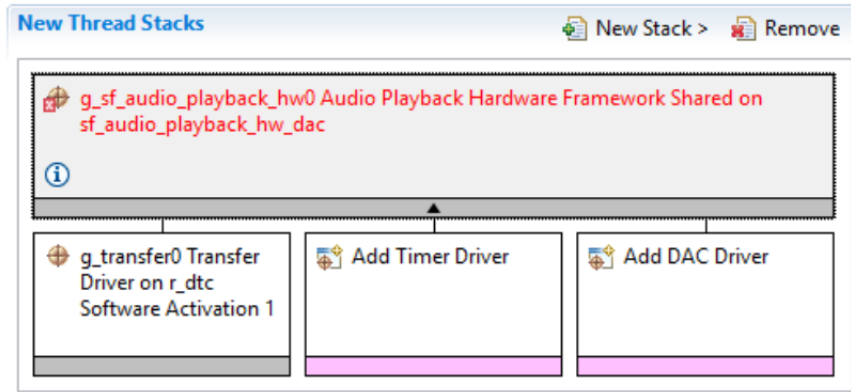 New Thread Stacks
New Stack >
Remove
g_sf_audio_playback_hw0 Audio Playback Hardware Framework Shared on
sf_audio_playback_hw_dac
g_transfer0 Transfer
Driver on r_dtc
Software Activation 1
Add Timer Driver
Add DAC Driver